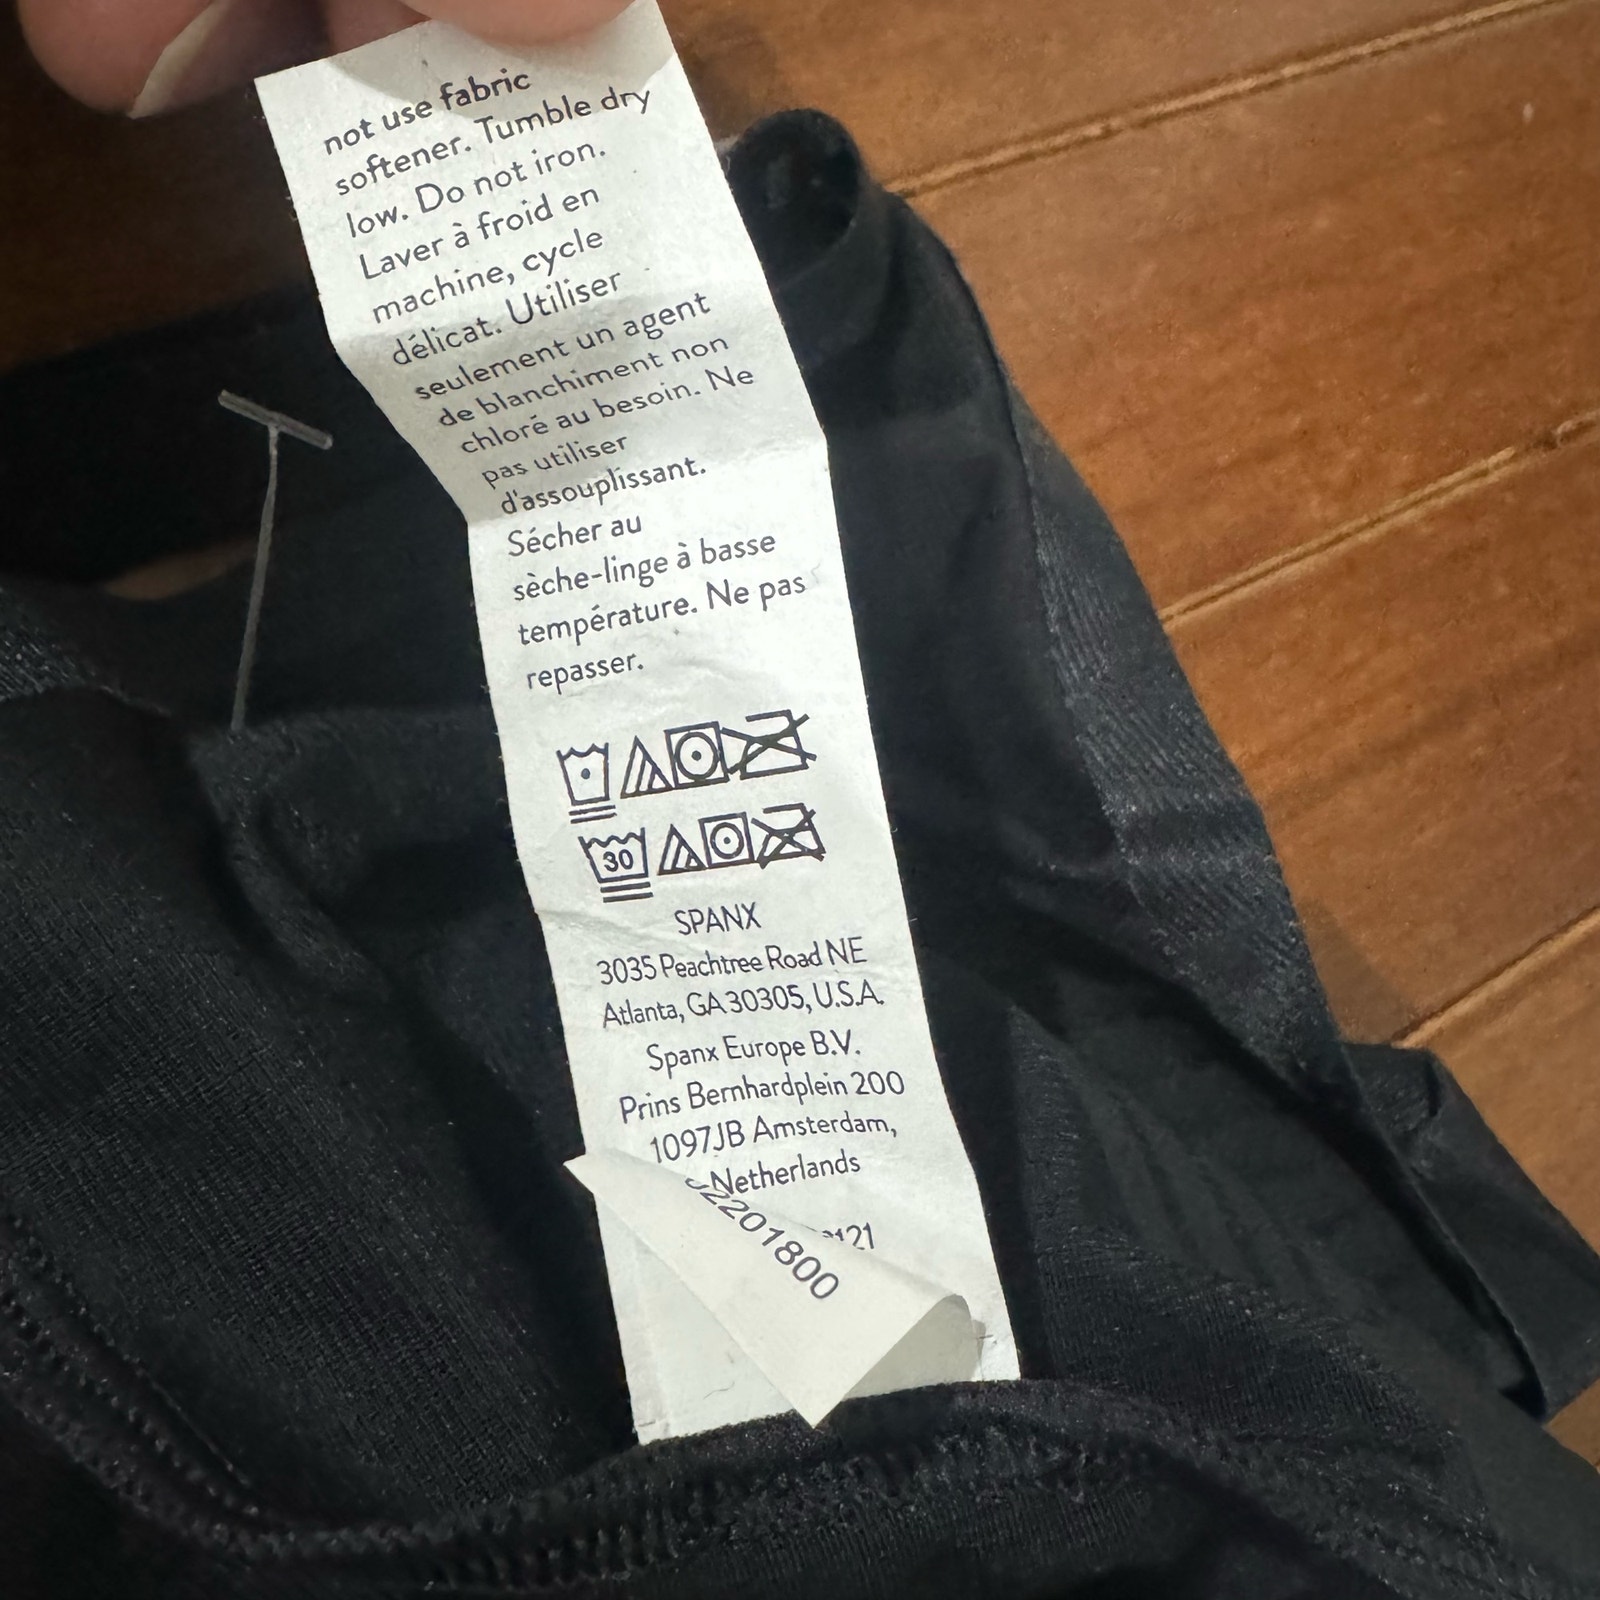 not use fabric
softener. Tumble dry
low. Do not iron.
Laver à froid en
machine, cycle
délicat. Utiliser
seulement un agent
de blanchiment non
chloré au besoin. Ne
pas utiliser
d'assouplissant.
Sécher au
sèche-linge à basse
température. Ne pas
repasser.
30
SPANX
3035 Peachtree Road NE
Atlanta, GA 30305, U.S.A.
Spanx Europe B.V.
Prins Bernhardplein 200
1097JB Amsterdam,
Netherlands
2201800